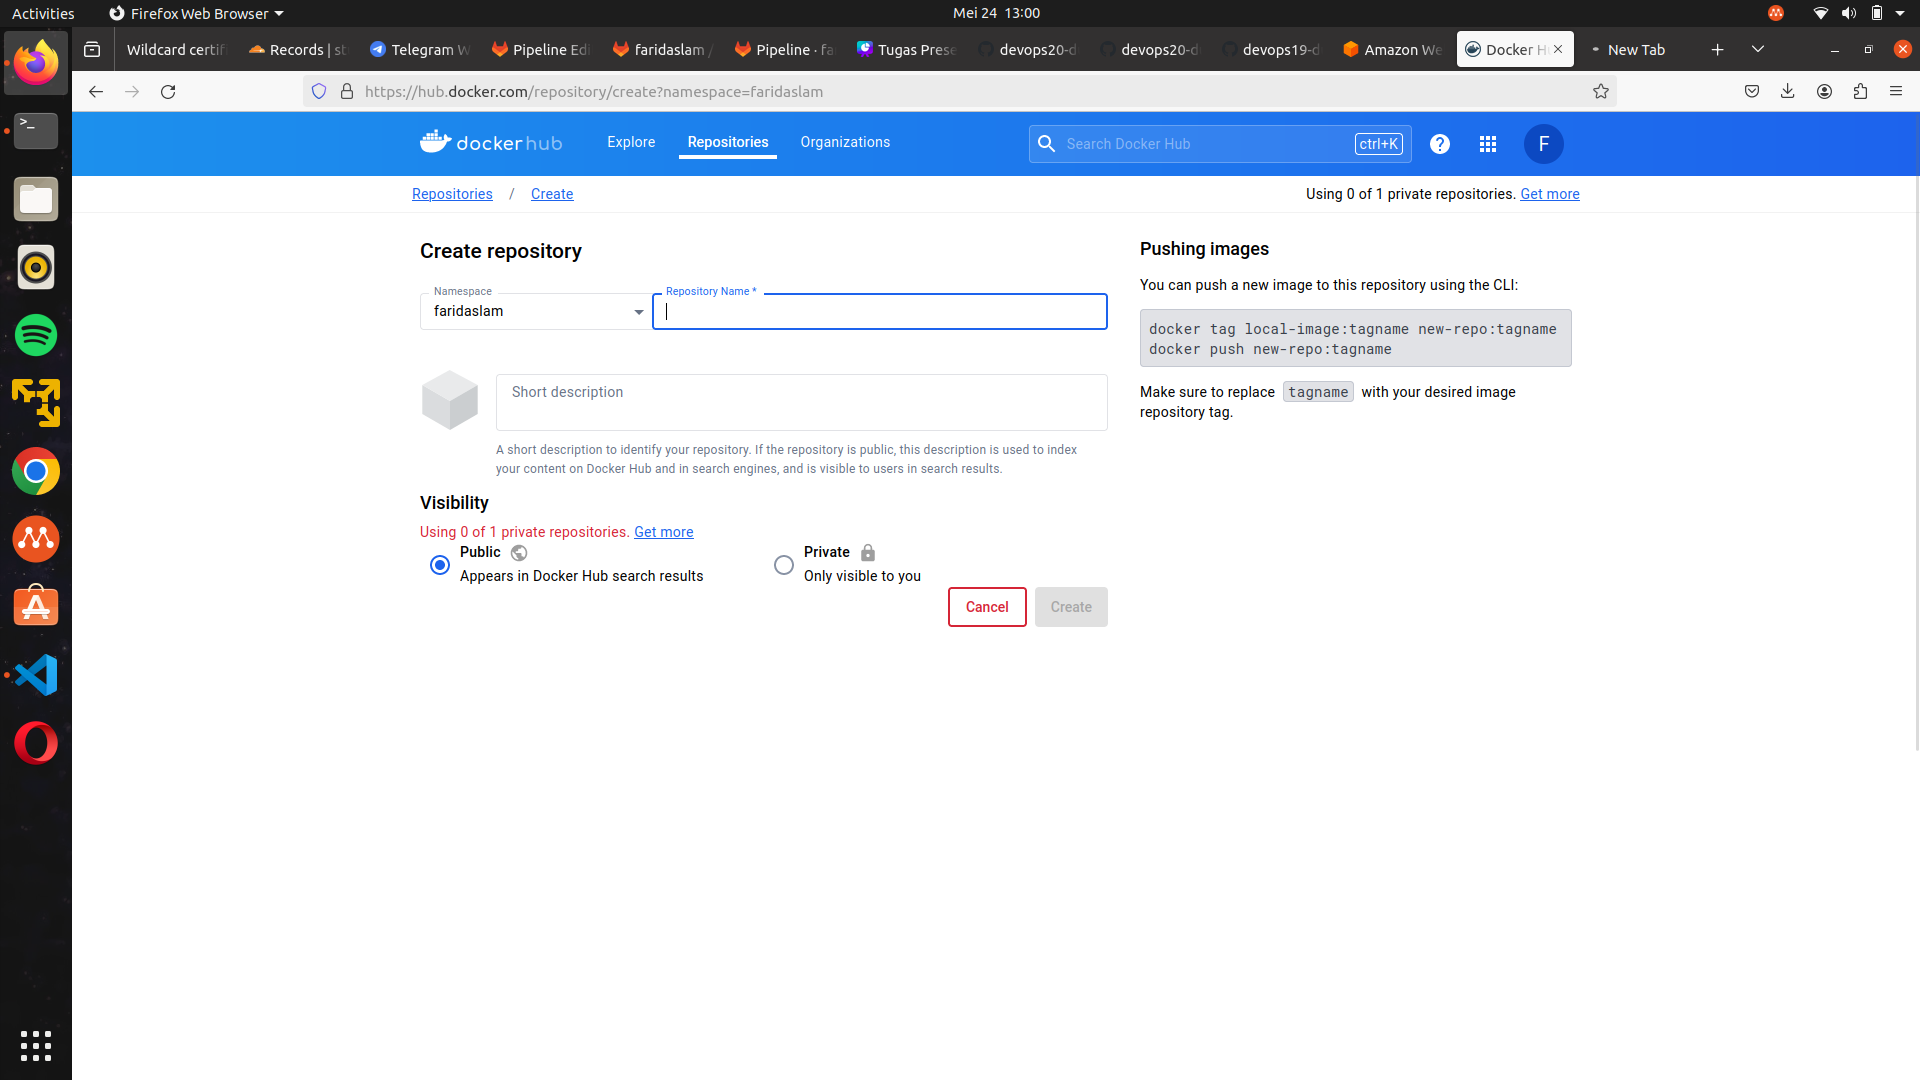 Activities
Firefox Web Browser
Mei 24 13:00
Wildcard certif
Records | st
Telegram W
Pipeline Edi
faridaslam /
Pipeline · fa
Tugas Prese
devops20-d
devops20-d
devops19-d
Amazon We
Docker H
New Tab
https://hub.docker.com/repository/create?namespace=faridaslam
docker hub
Explore
Repositories
Organizations
Search Docker Hub
ctrl+K
?
F
Repositories / Create
Using 0 of 1 private repositories. Get more
Create repository
Namespace
faridaslam
Repository Name *
Short description
A short description to identify your repository. If the repository is public, this description is used to index
your content on Docker Hub and in search engines, and is visible to users in search results.
Visibility
Using 0 of 1 private repositories. Get more
Public
Appears in Docker Hub search results
Private
Only visible to you
Cancel
Create
Pushing images
You can push a new image to this repository using the CLI:
docker tag local-image:tagname new-repo:tagname
docker push new-repo:tagname
Make sure to replace tagname with your desired image
repository tag.